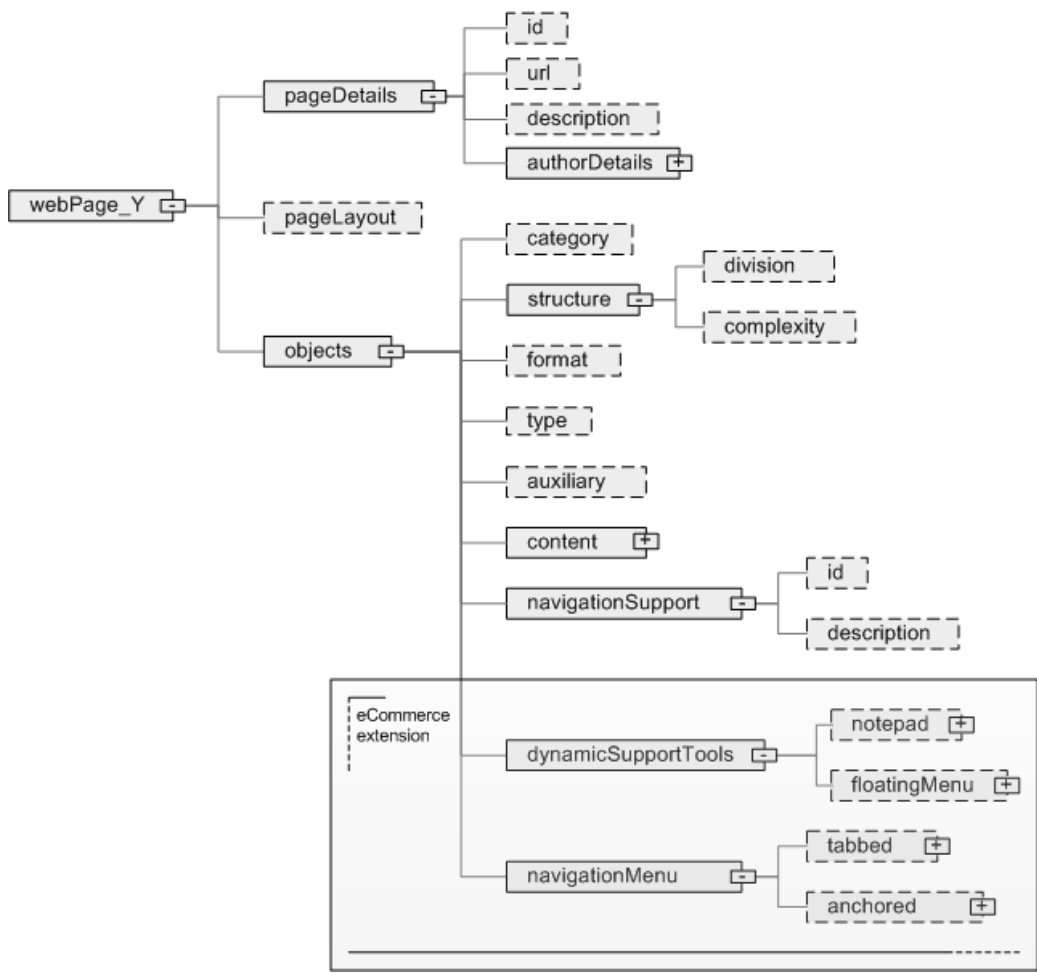 id
url
pageDetails
description
authorDetails
webPage_Y
pageLayout
category
division
structure
complexity
objects
format
type
auxiliary
content
id
navigationSupport
description
eCommerce
extension
notepad
dynamicSupportTools
floatingMenu
tabbed
navigationMenu
anchored